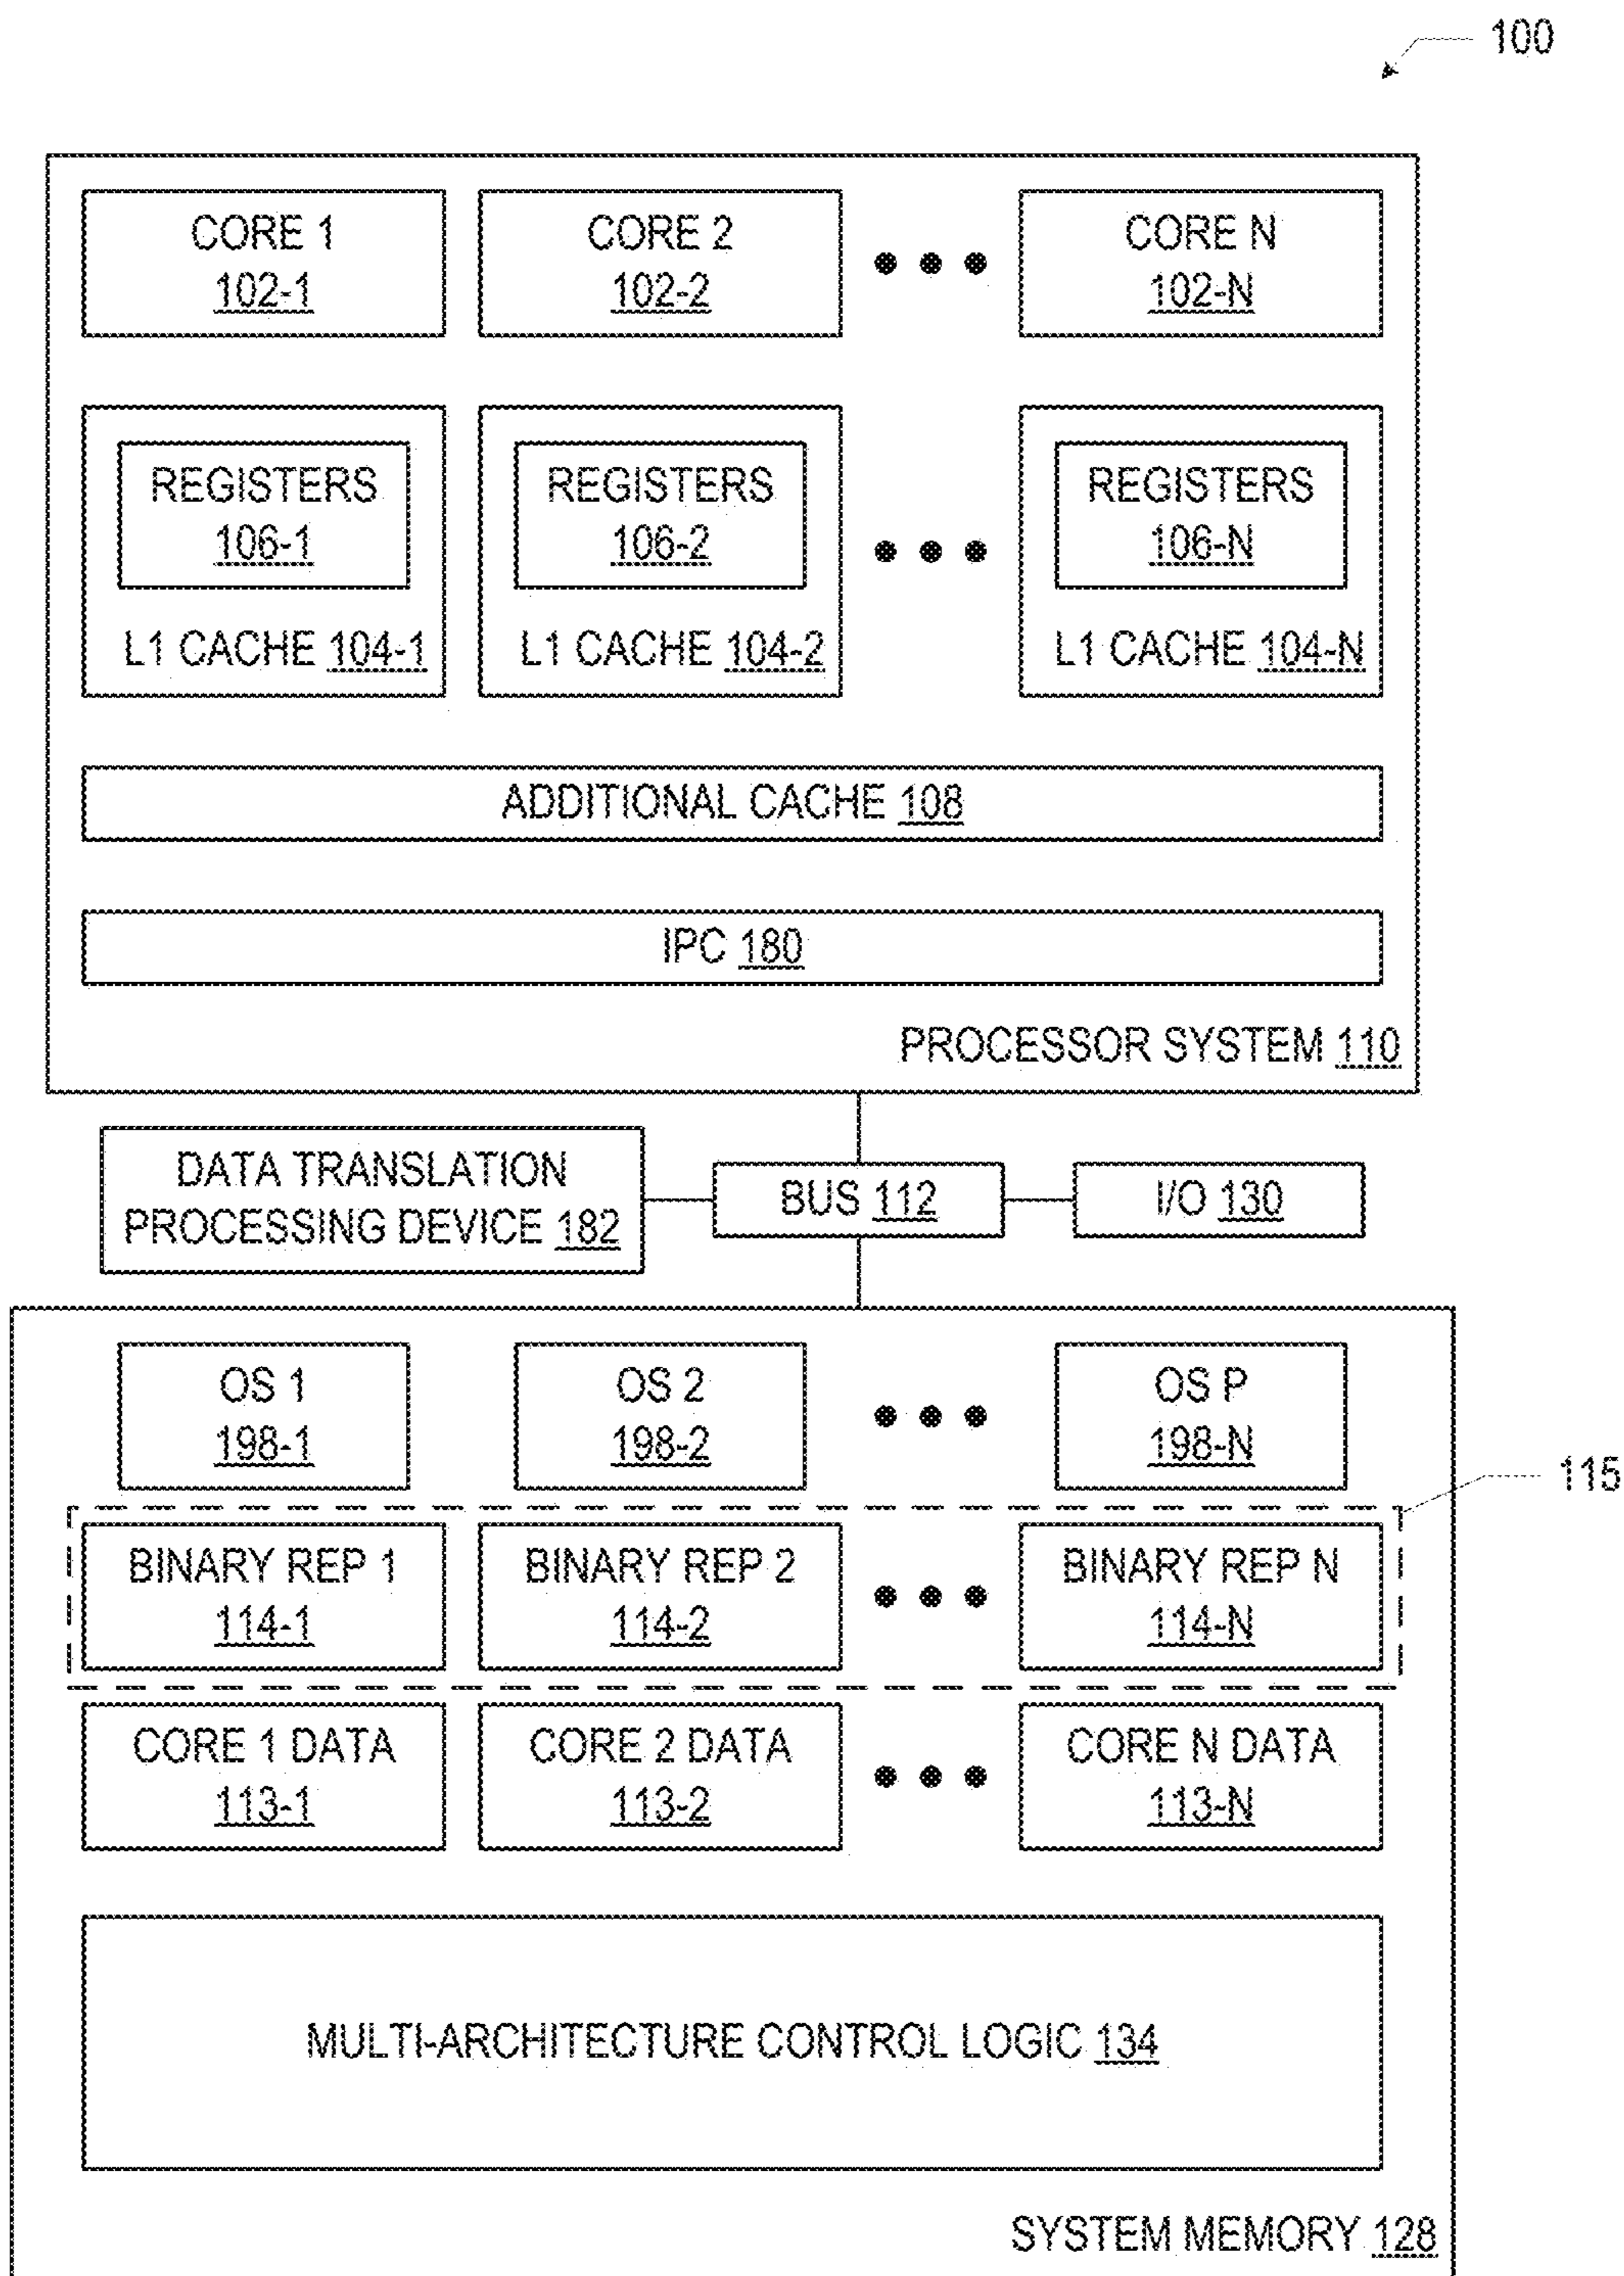 100
CORE 1
102-1
CORE 2
102-2
CORE N
102-N
REGISTERS
106-1
L1 CACHE 104-1
REGISTERS
106-2
L1 CACHE 104-2
REGISTERS
106-N
L1 CACHE 104-N
ADDITIONAL CACHE 108
IPC 180
PROCESSOR SYSTEM 110
DATA TRANSLATION
PROCESSING DEVICE 182
BUS 112
I/O 130
OS 1
198-1
OS 2
198-2
OS P
198-N
115
BINARY REP 1
114-1
BINARY REP 2
114-2
BINARY REP N
114-N
CORE 1 DATA
113-1
CORE 2 DATA
113-2
CORE N DATA
113-N
MULTI-ARCHITECTURE CONTROL LOGIC 134
SYSTEM MEMORY 128